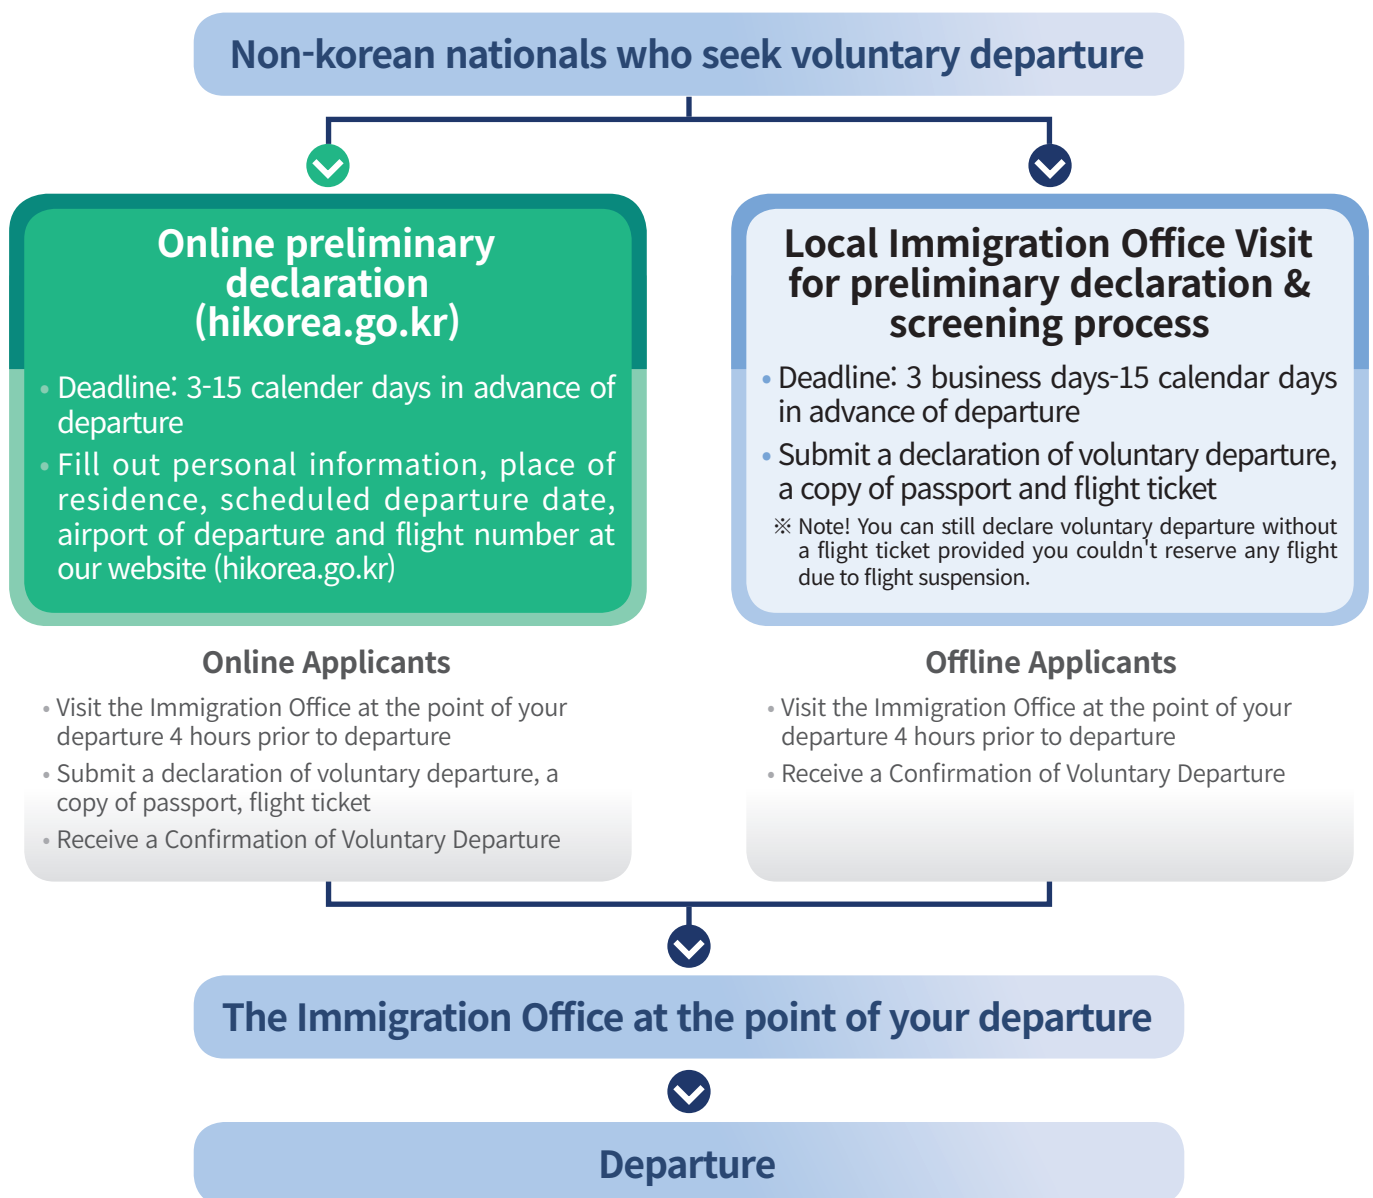 Non-korean nationals who seek voluntary departure
Online preliminary
declaration
(hikorea.go.kr)
• Deadline: 3-15 calender days in advance of
departure
• Fill out personal information, place of
residence, scheduled departure date,
airport of departure and flight number at
our website (hikorea.go.kr)
Local Immigration Office Visit
for preliminary declaration &
screening process
• Deadline: 3 business days-15 calendar days
in advance of departure
• Submit a declaration of voluntary departure,
a copy of passport and flight ticket
※ Note! You can still declare voluntary departure without
a flight ticket provided you couldn't reserve any flight
due to flight suspension.
Online Applicants
• Visit the Immigration Office at the point of your
departure 4 hours prior to departure
• Submit a declaration of voluntary departure, a
copy of passport, flight ticket
• Receive a Confirmation of Voluntary Departure
Offline Applicants
• Visit the Immigration Office at the point of your
departure 4 hours prior to departure
• Receive a Confirmation of Voluntary Departure
The Immigration Office at the point of your departure
Departure